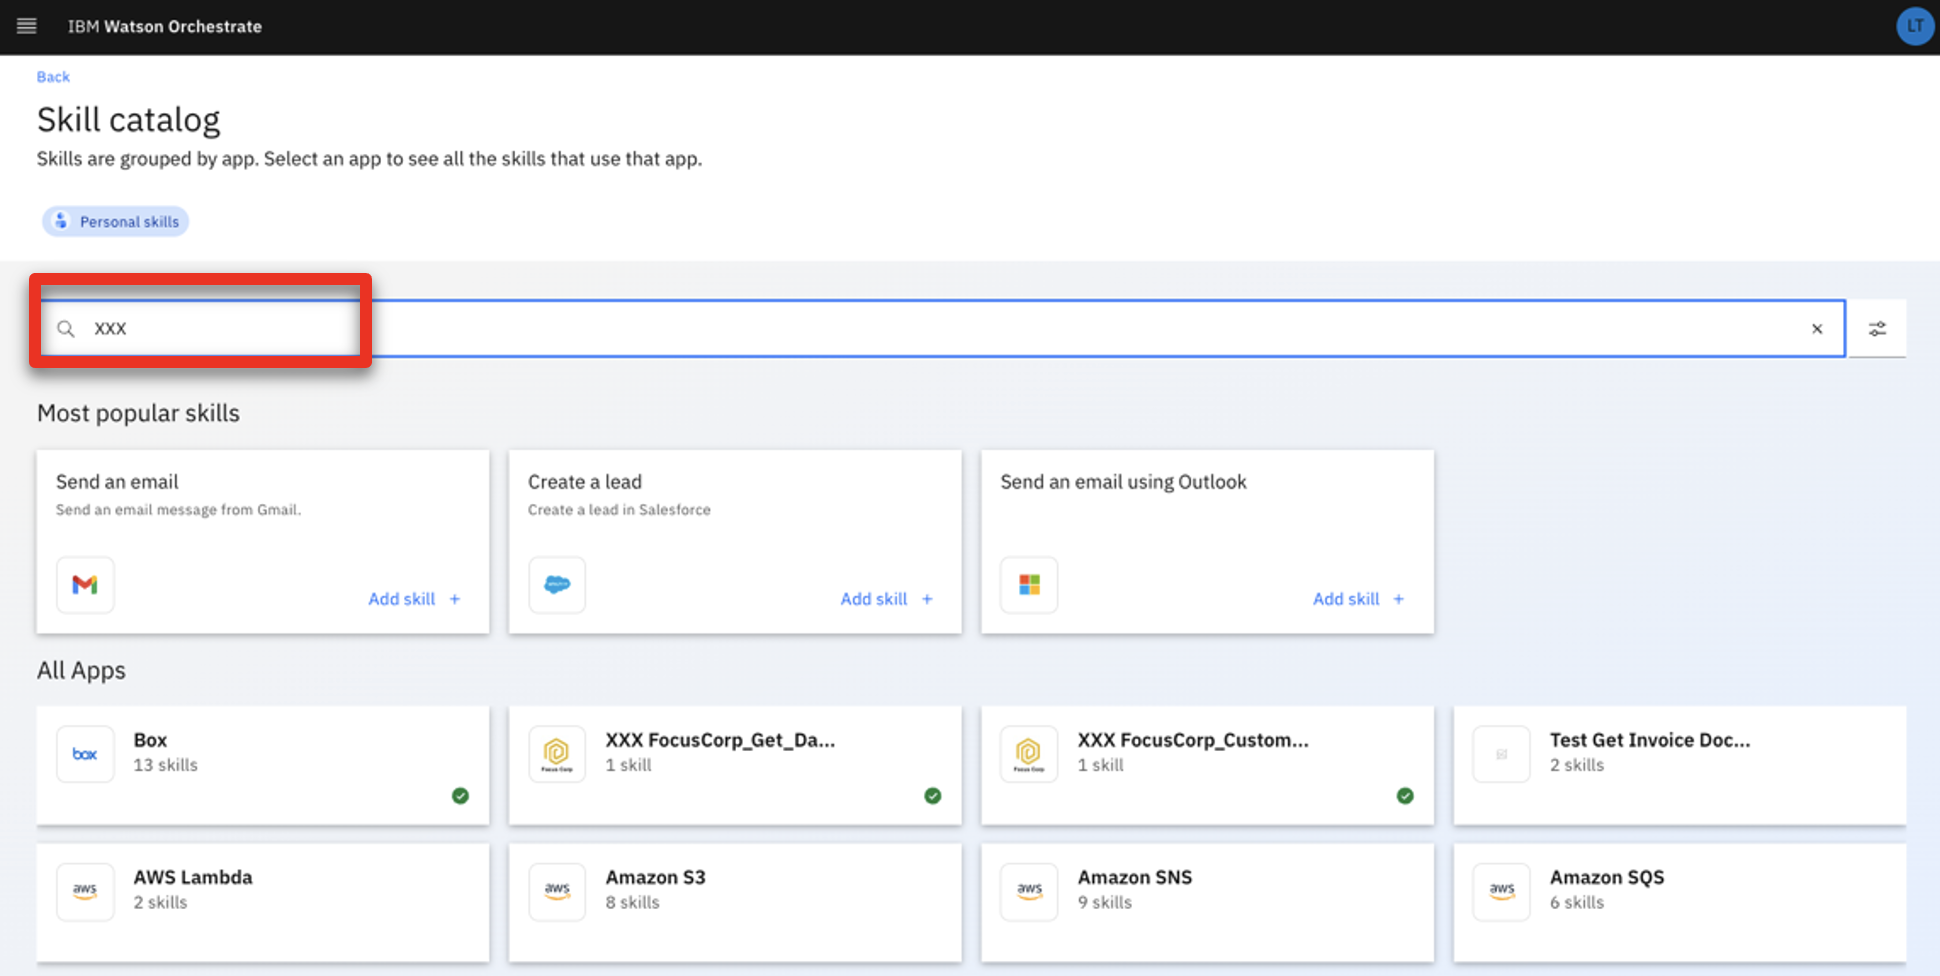 IBM Watson Orchestrate
LT
Back
Skill catalog
Skills are grouped by app. Select an app to see all the skills that use that app.
Personal skills
XXX
Most popular skills
Send an email
Send an email message from Gmail.
Add skill +
Create a lead
Create a lead in Salesforce
Add skill +
Send an email using Outlook
Add skill +
All Apps
box
Box
13 skills
Focus Corp
XXX FocusCorp_Get_Da...
1 skill
Focus Corp
XXX FocusCorp_Custom...
1 skill
Test Get Invoice Doc...
2 skills
aws
AWS Lambda
2 skills
aws
Amazon S3
8 skills
aws
Amazon SNS
9 skills
aws
Amazon SQS
6 skills